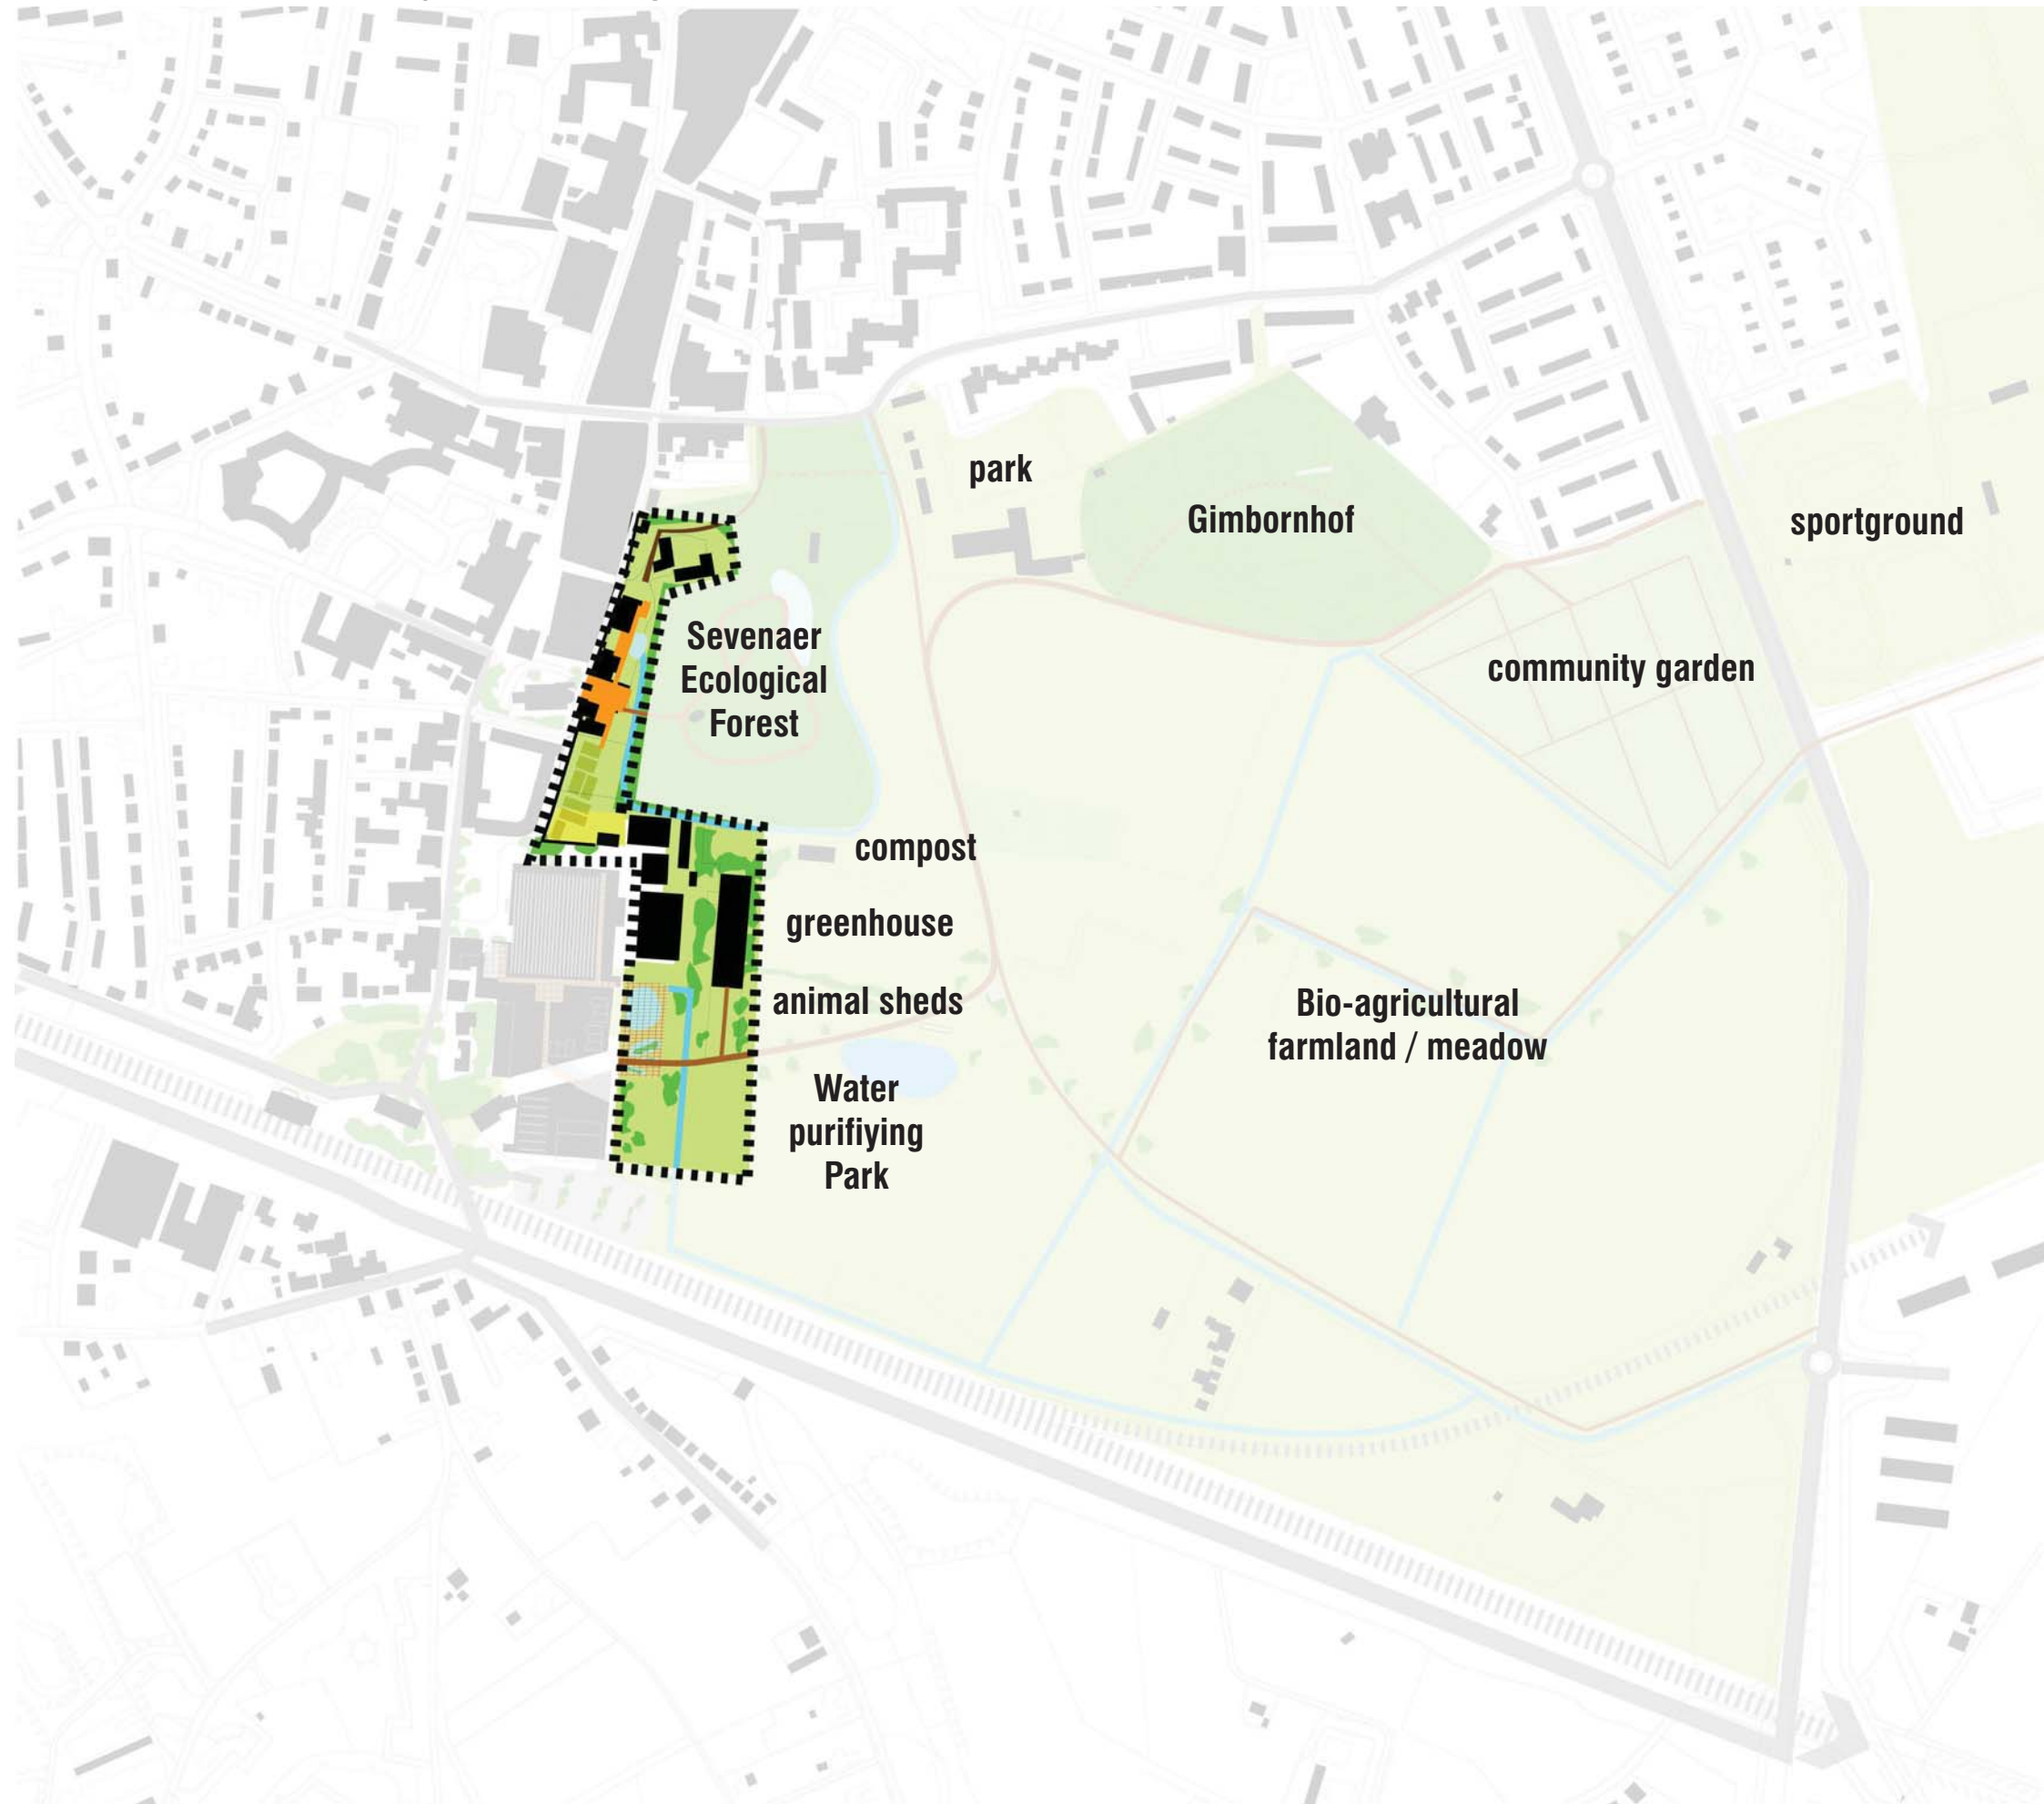 park
Gimbornhof
sportground
Sevenaer
Ecological
Forest
community garden
compost
greenhouse
animal sheds
Bio-agricultural
farmland / meadow
Water
purifiying
Park